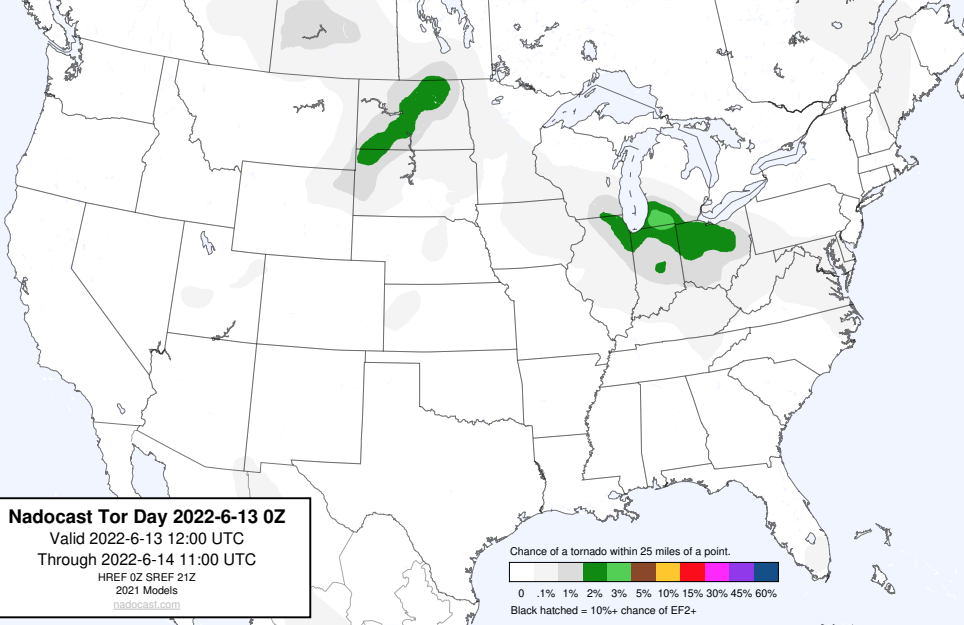 Nadocast Tor Day 2022-6-13 0Z
Valid 2022-6-13 12:00 UTC
Through 2022-6-14 11:00 UTC
HREF 0Z SREF 21Z
2021 Models
nadocast.com
Chance of a tornado within 25 miles of a point.
0 .1% 1% 2% 3% 5% 10% 15% 30% 45% 60%
Black hatched = 10%+ chance of EF2+